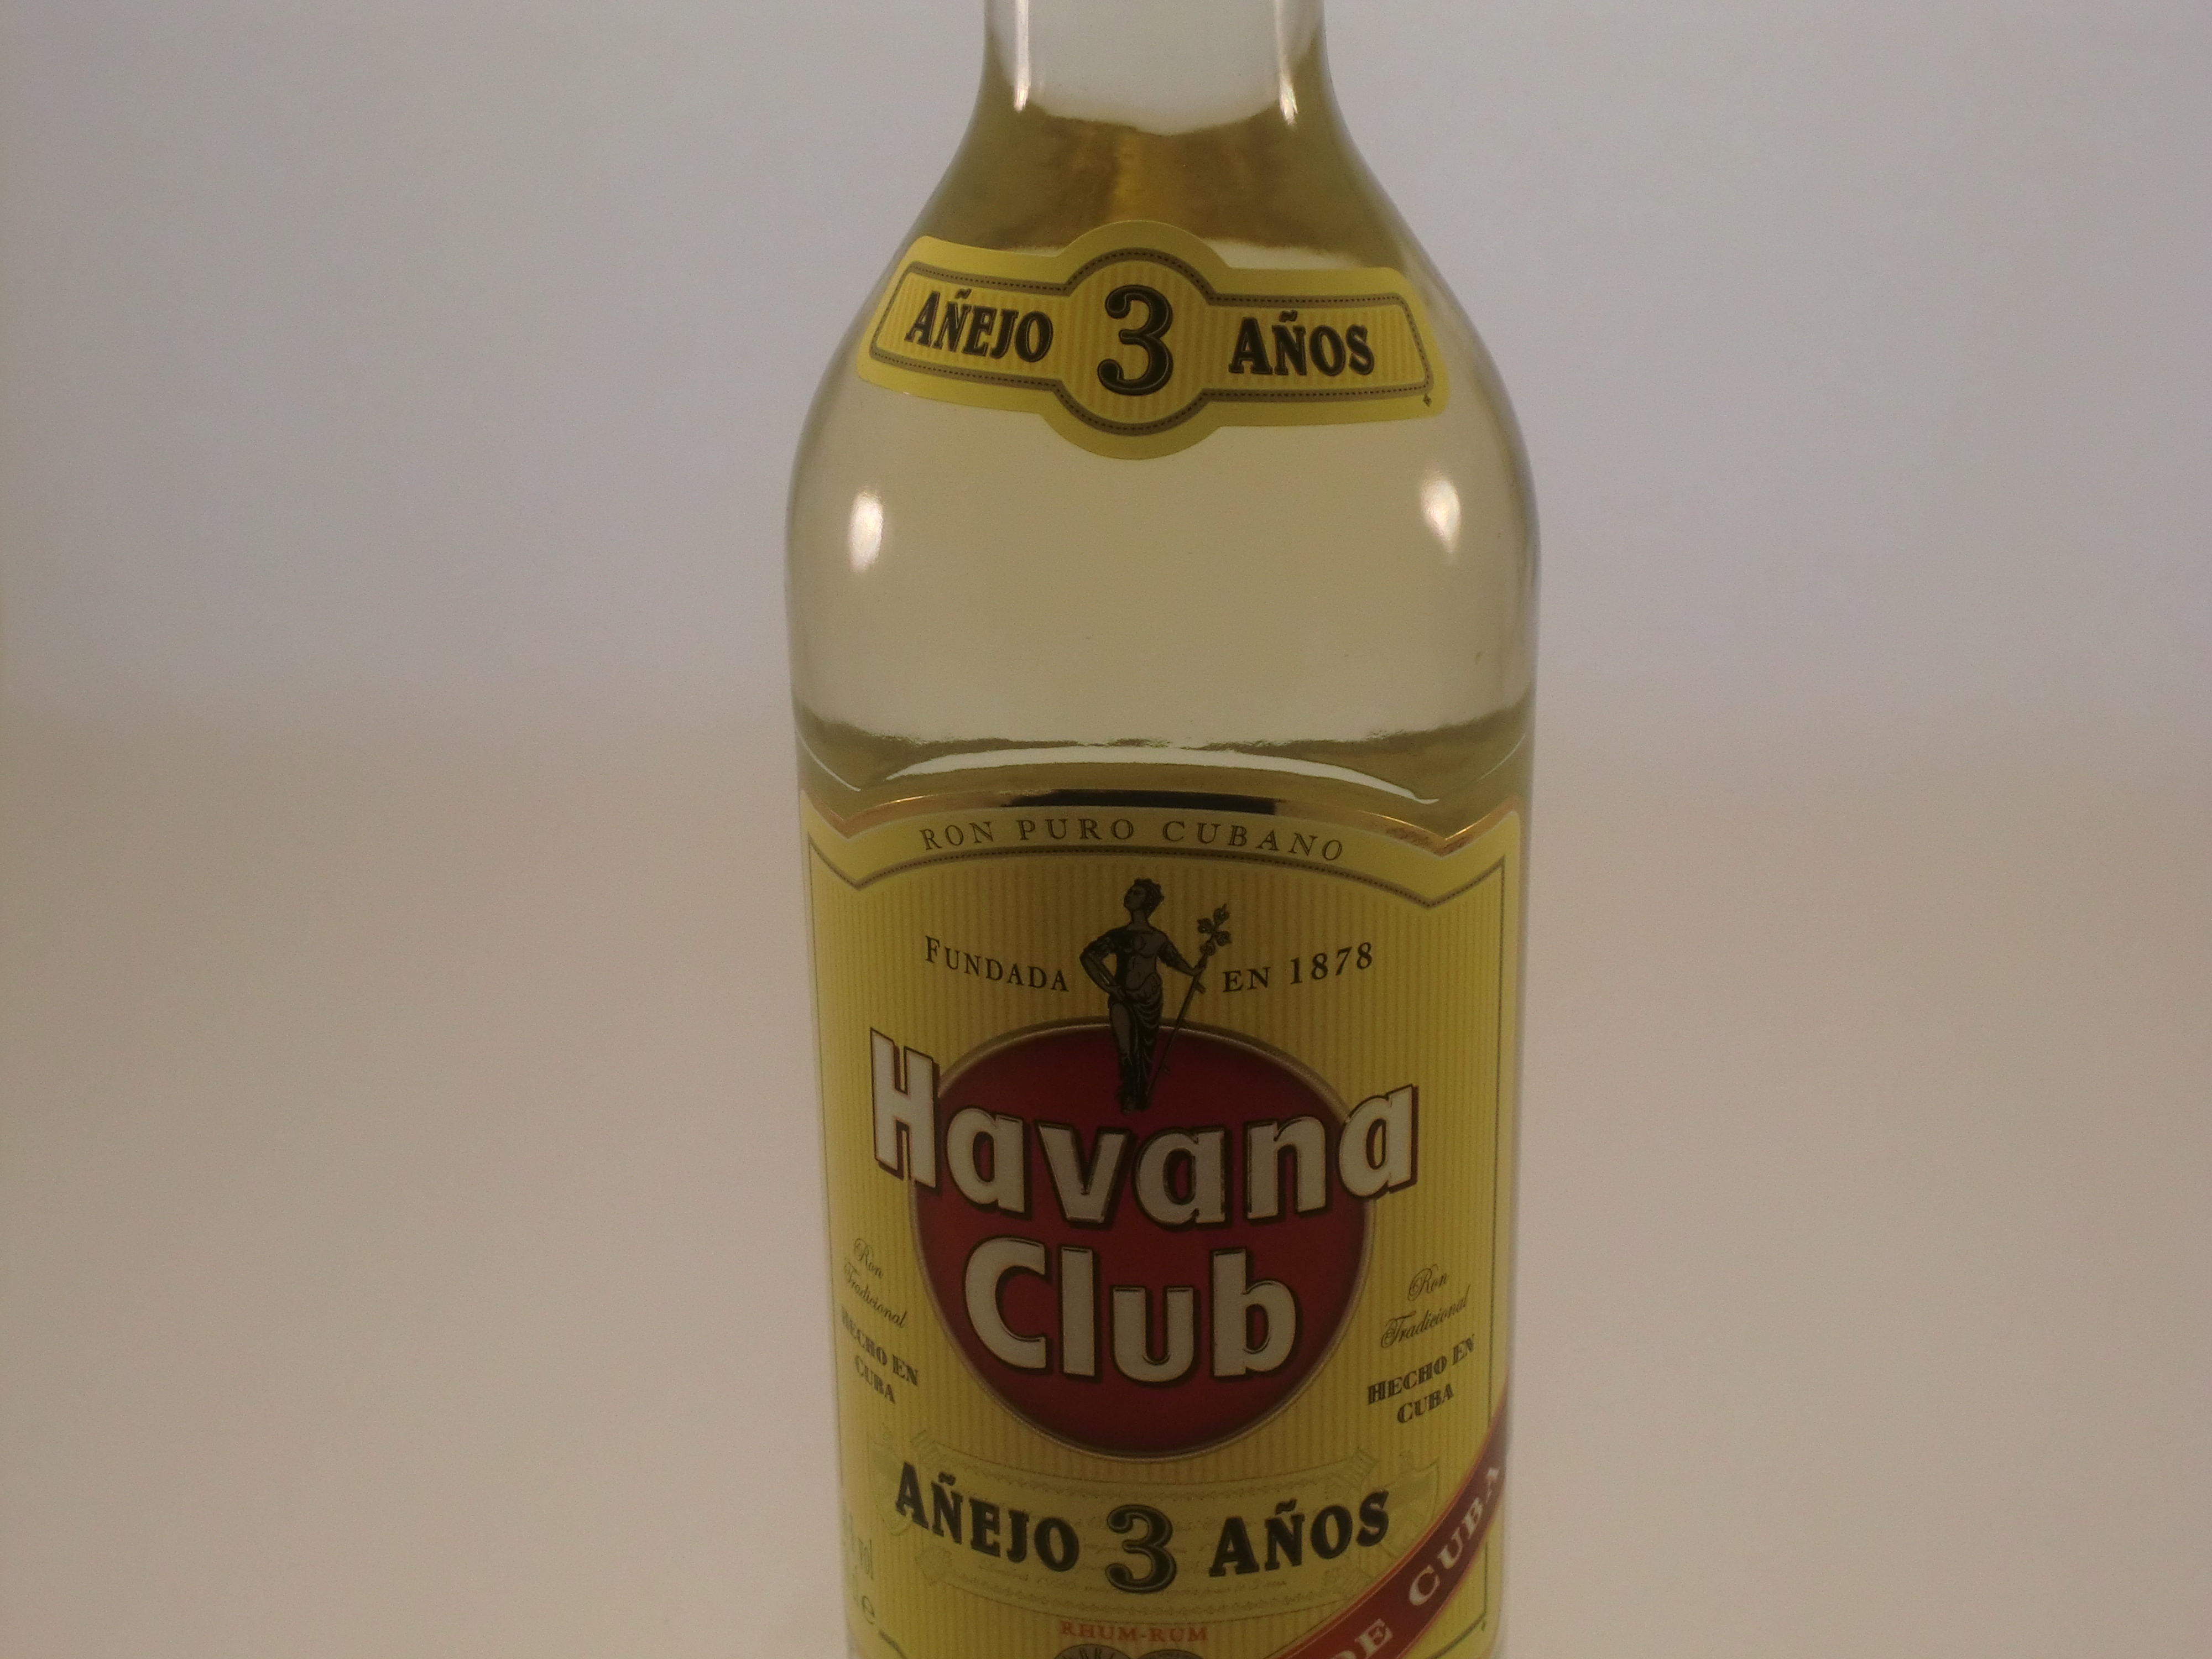 AÑEJO 3 AÑOS
RON PURO CUBANO
FUNDADA EN 1878
Havana
Club
Ron
Tradicional
HECHO EN
CUBA
Ron
Tradicional
HECHO EN
CUBA
AÑEJO 3 AÑOS
DE CUBA
RHUM-RUM